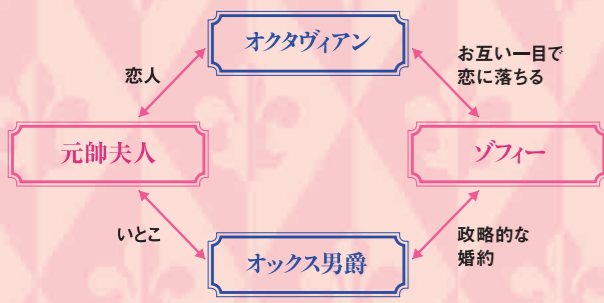 オクタヴィアン
恋人
お互い一目で
恋に落ちる
元帥夫人
ゾフィー
いとこ
政略的な
婚約
オックス男爵